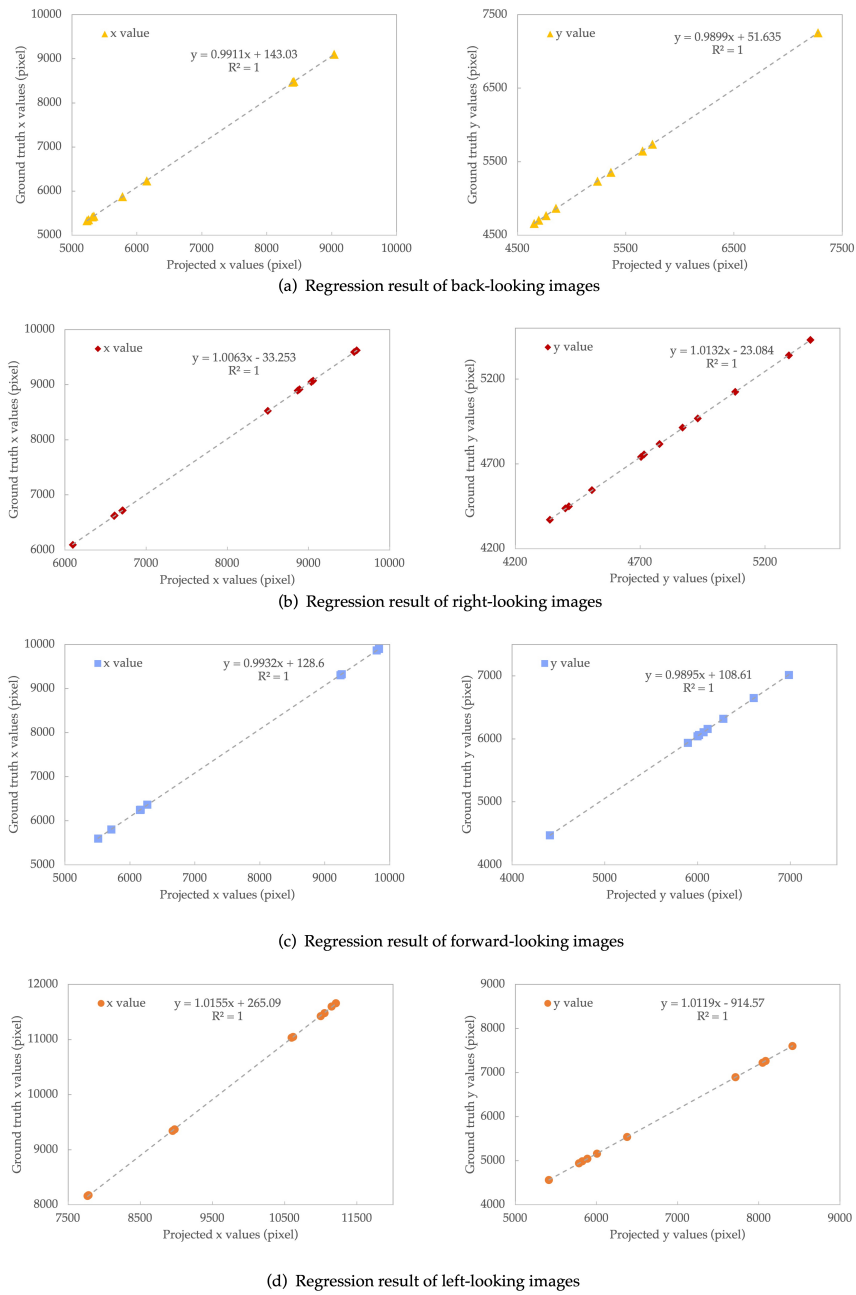 x value
y = 0.9911x + 143.03
R² = 1
Ground truth x values (pixel)
10000
9000
8000
7000
6000
5000
5000 6000 7000 8000 9000 10000
Projected x values (pixel)
y value
y = 0.9899x + 51.635
R² = 1
Ground truth y values (pixel)
7500
6500
5500
4500
4500 5500 6500 7500
Projected y values (pixel)
(a) Regression result of back-looking images
x value
y = 1.0063x - 33.253
R² = 1
Ground truth x values (pixel)
10000
9000
8000
7000
6000
6000 7000 8000 9000 10000
Projected x values (pixel)
y value
y = 1.0132x - 23.084
R² = 1
Ground truth y values (pixel)
5200
4700
4200
4200 4700 5200
Projected y values (pixel)
(b) Regression result of right-looking images
x value
y = 0.9932x + 128.6
R² = 1
Ground truth x values (pixel)
10000
9000
8000
7000
6000
5000
5000 6000 7000 8000 9000 10000
Projected x values (pixel)
y value
y = 0.9895x + 108.61
R² = 1
Ground truth y values (pixel)
7000
6000
5000
4000
4000 5000 6000 7000
Projected y values (pixel)
(c) Regression result of forward-looking images
x value
y = 1.0155x + 265.09
R² = 1
Ground truth x values (pixel)
12000
11000
10000
9000
8000
7500 8500 9500 10500 11500
Projected x values (pixel)
y value
y = 1.0119x - 914.57
R² = 1
Ground truth y values (pixel)
9000
8000
7000
6000
5000
4000
5000 6000 7000 8000 9000
Projected y values (pixel)
(d) Regression result of left-looking images